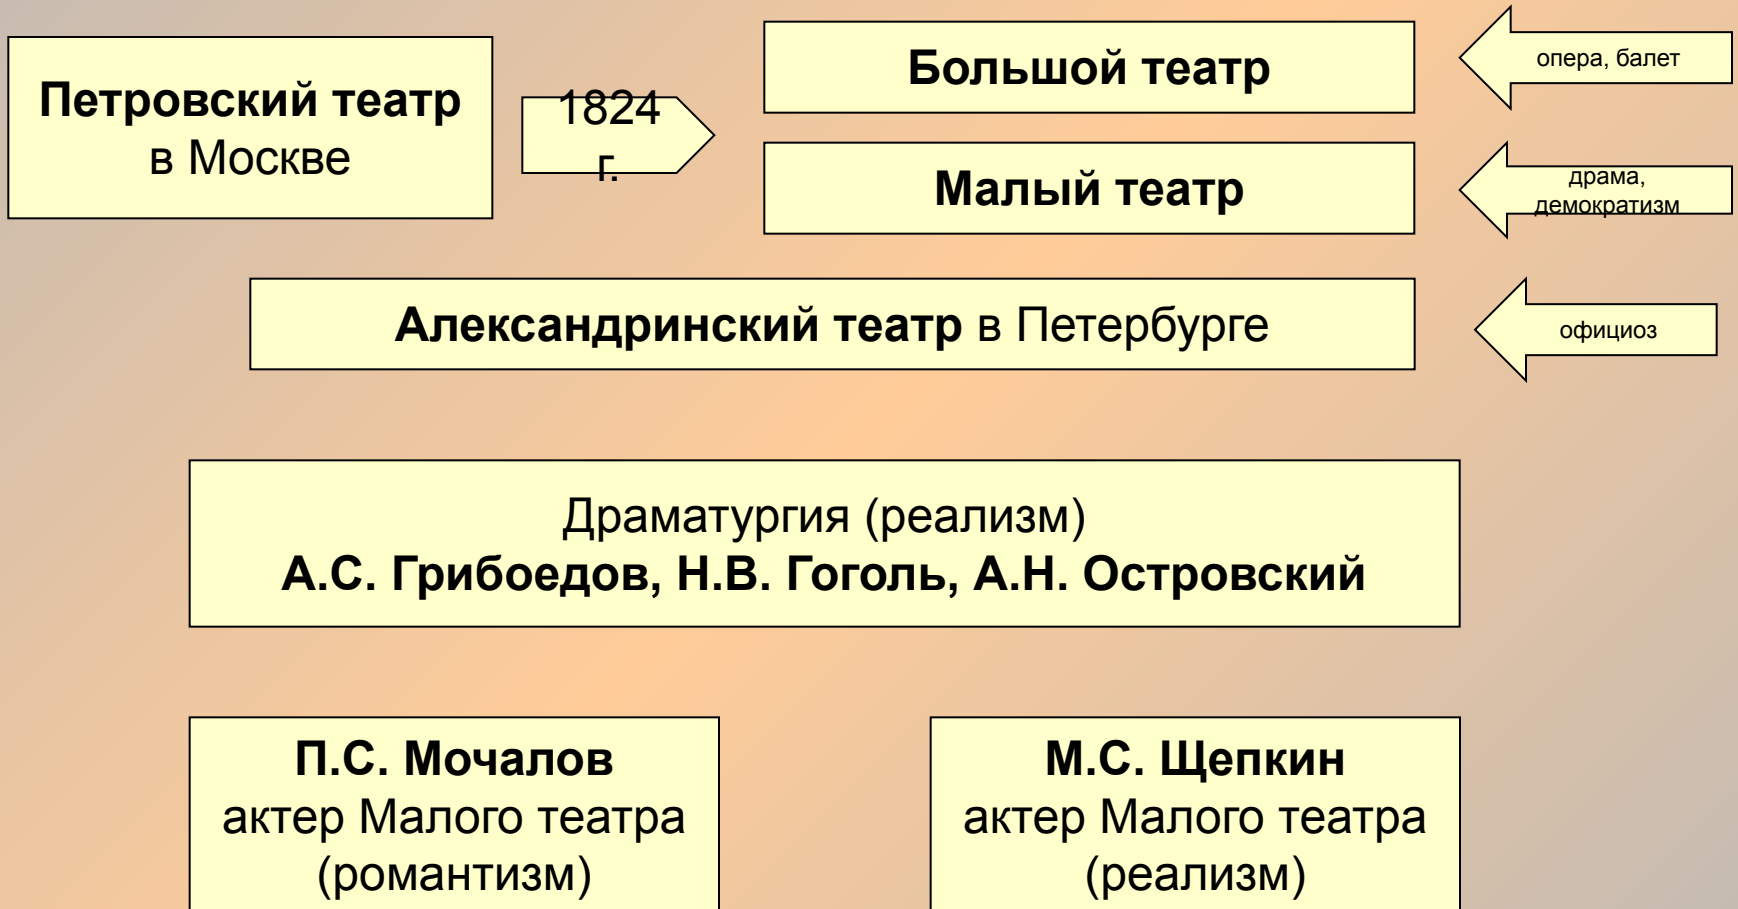 Петровский театр
в Москве
1824
г.
Большой театр
опера, балет
Малый театр
драма,
демократизм
Александринский театр в Петербурге
официоз
Драматургия (реализм)
А.С. Грибоедов, Н.В. Гоголь, А.Н. Островский
П.С. Мочалов
актер Малого театра
(романтизм)
М.С. Щепкин
актер Малого театра
(реализм)